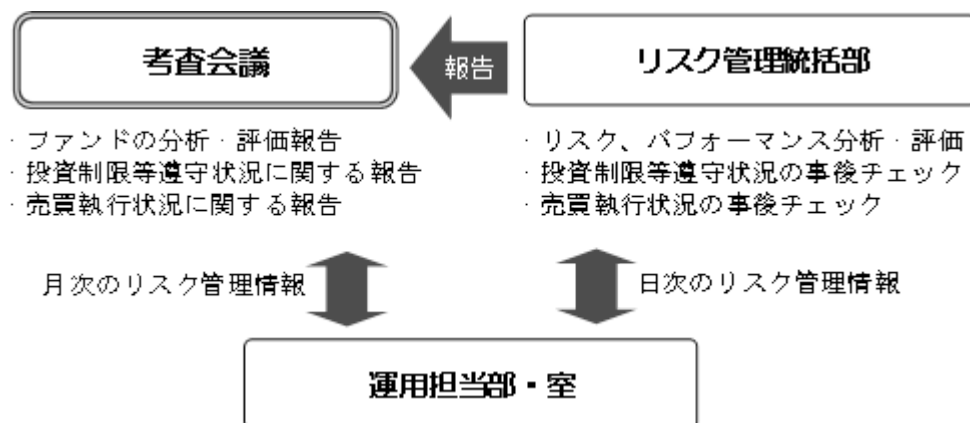 考査会議
報告
リスク管理統括部
・ファンドの分析・評価報告
・投資制限等遵守状況に関する報告
・売買執行状況に関する報告
・リスク、パフォーマンス分析・評価
・投資制限等遵守状況の事後チェック
・売買執行状況の事後チェック
月次のリスク管理情報
日次のリスク管理情報
運用担当部・室